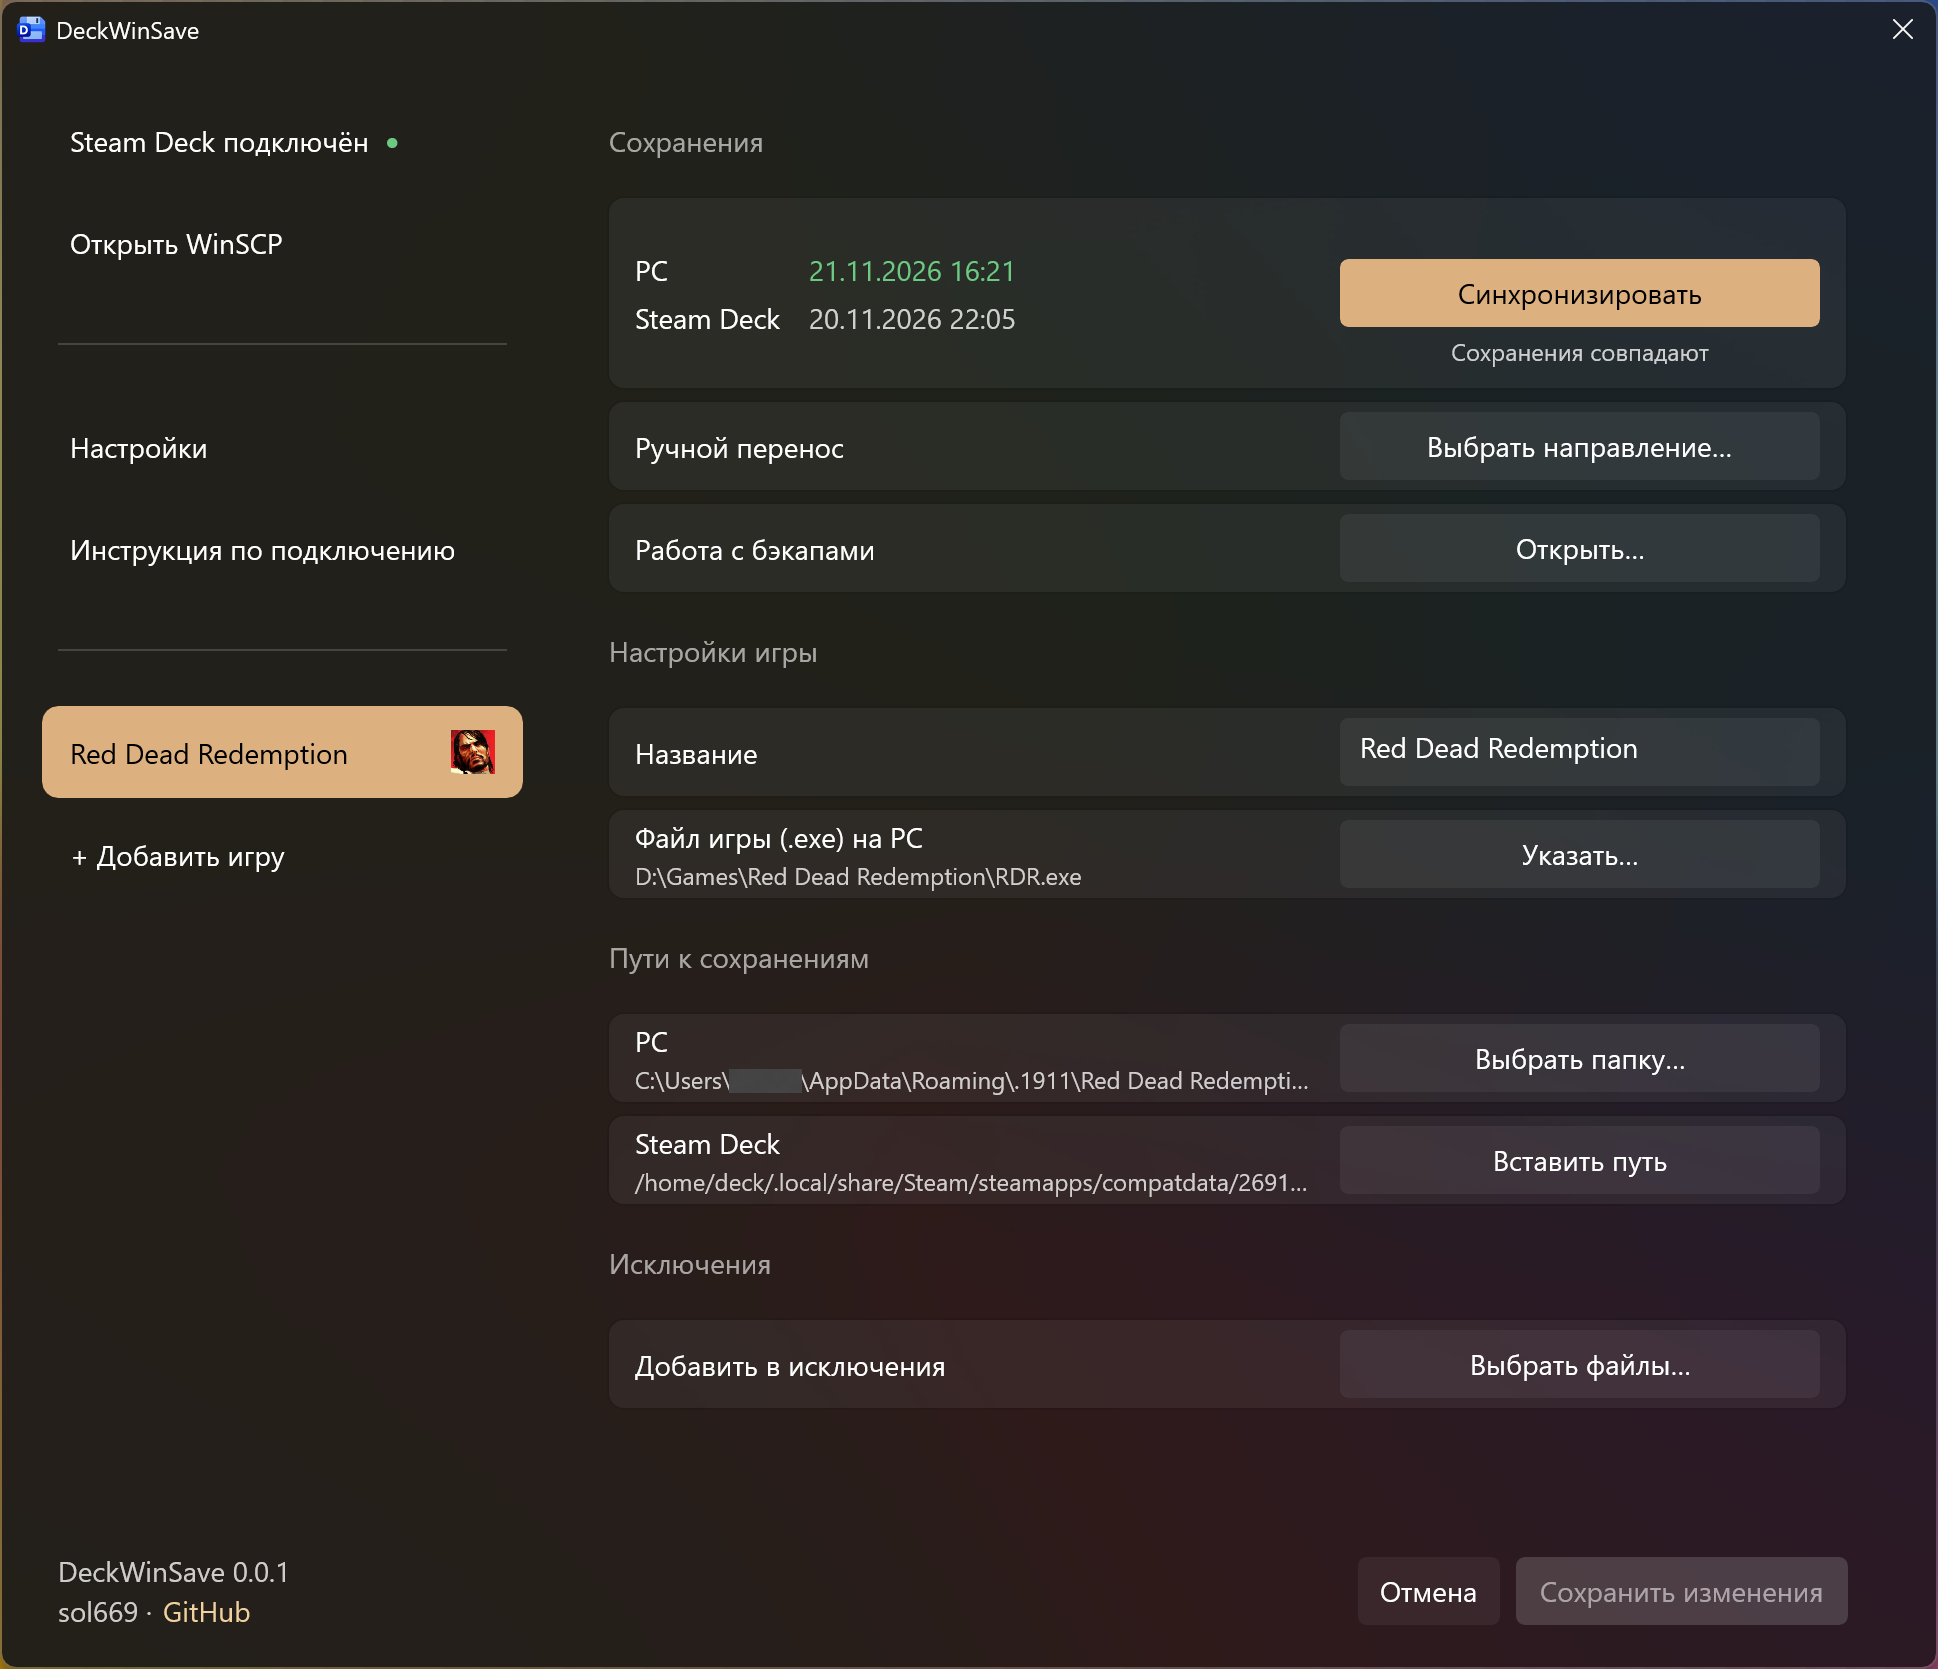 DeckWinSave
Steam Deck подключён
Открыть WinSCP
Настройки
Инструкция по подключению
Red Dead Redemption
+ Добавить игру
DeckWinSave 0.0.1
sol669 · GitHub
Сохранения
PC 21.11.2026 16:21
Steam Deck 20.11.2026 22:05
Синхронизировать
Сохранения совпадают
Ручной перенос
Выбрать направление...
Работа с бэкапами
Открыть...
Настройки игры
Название
Red Dead Redemption
Файл игры (.exe) на PC
D:\Games\Red Dead Redemption\RDR.exe
Указать...
Пути к сохранениям
PC
C:\Users\ \AppData\Roaming\.1911\Red Dead Redempti...
Выбрать папку...
Steam Deck
/home/deck/.local/share/Steam/steamapps/compatdata/2691...
Вставить путь
Исключения
Добавить в исключения
Выбрать файлы...
Отмена
Сохранить изменения